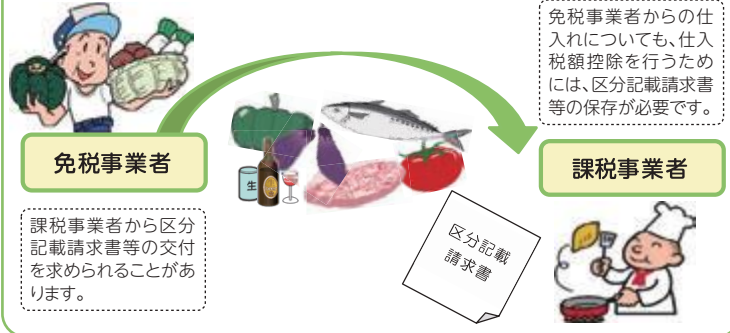 免税事業者からの仕
入れについても、仕入
税額控除を行うため
には、区分記載請求書
等の保存が必要です。
免税事業者
課税事業者
生
課税事業者から区分
記載請求書等の交付
を求められることがあ
ります。
区分記載
請求書